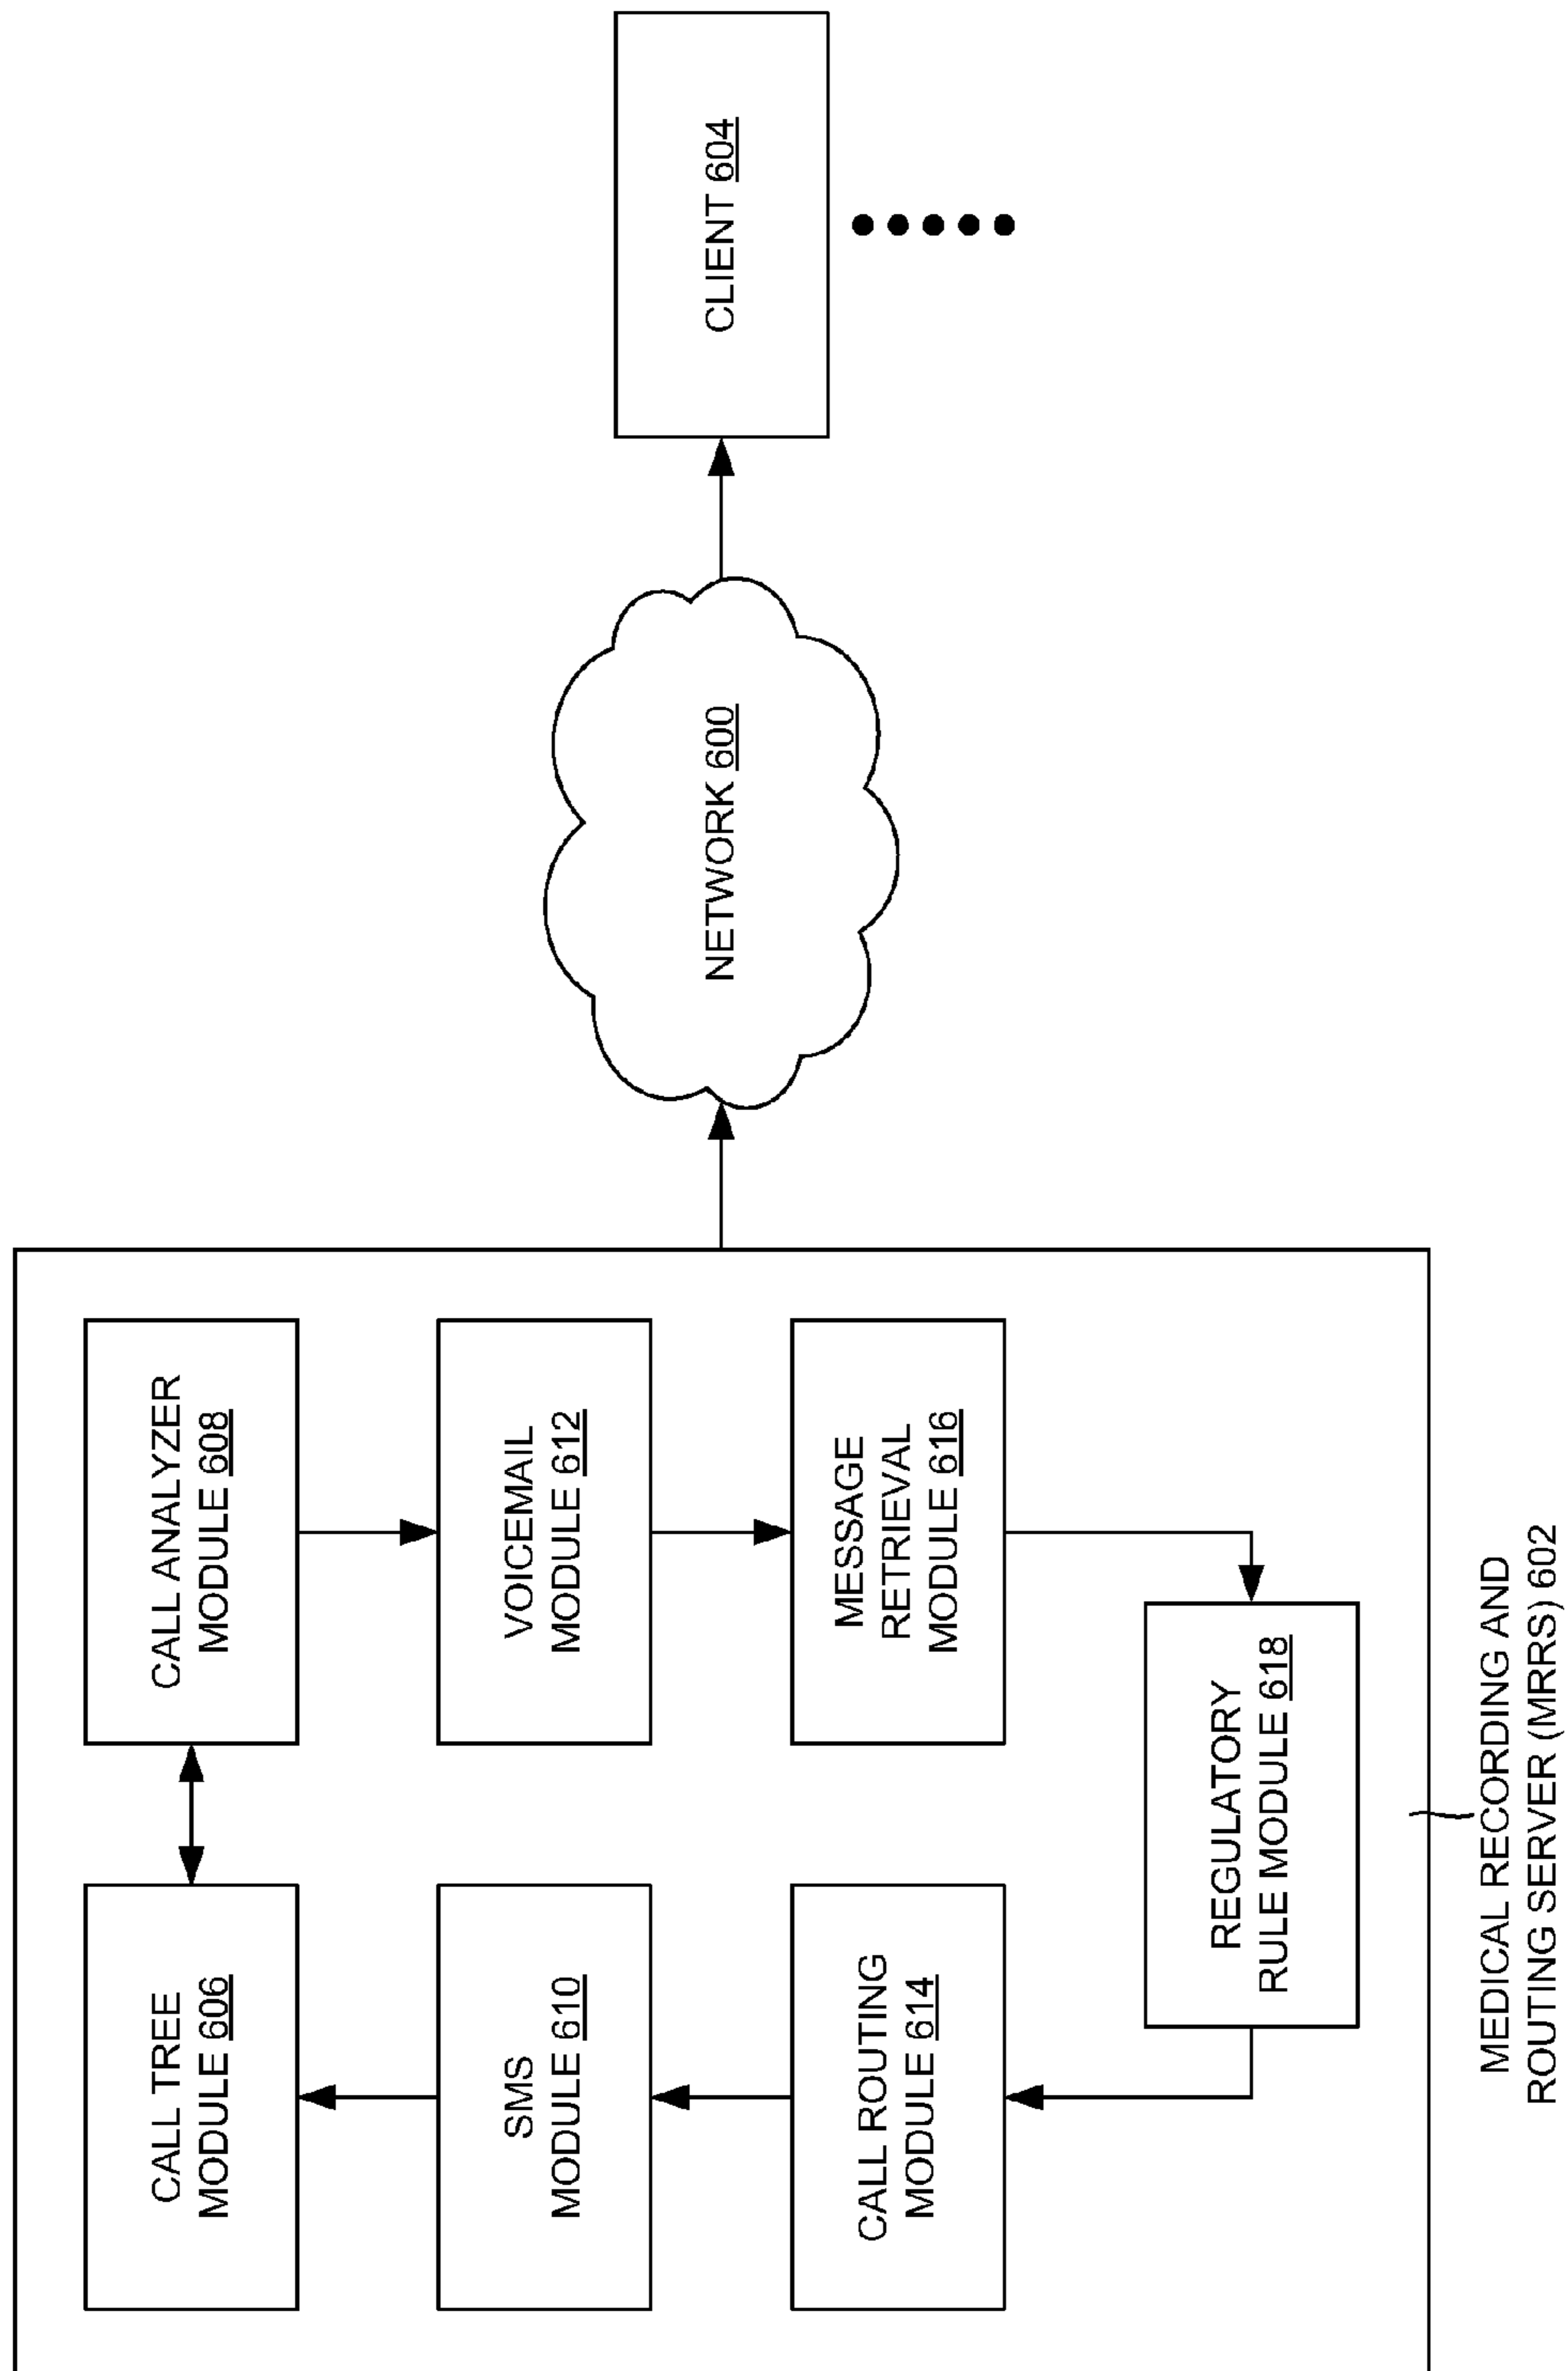 CALL TREE
MODULE 606
CALL ANALYZER
MODULE 608
SMS
MODULE 610
VOICEMAIL
MODULE 612
CALL ROUTING
MODULE 614
MESSAGE
RETRIEVAL
MODULE 616
REGULATORY
RULE MODULE 618
MEDICAL RECORDING AND
ROUTING SERVER (MRRS) 602
NETWORK 600
CLIENT 604